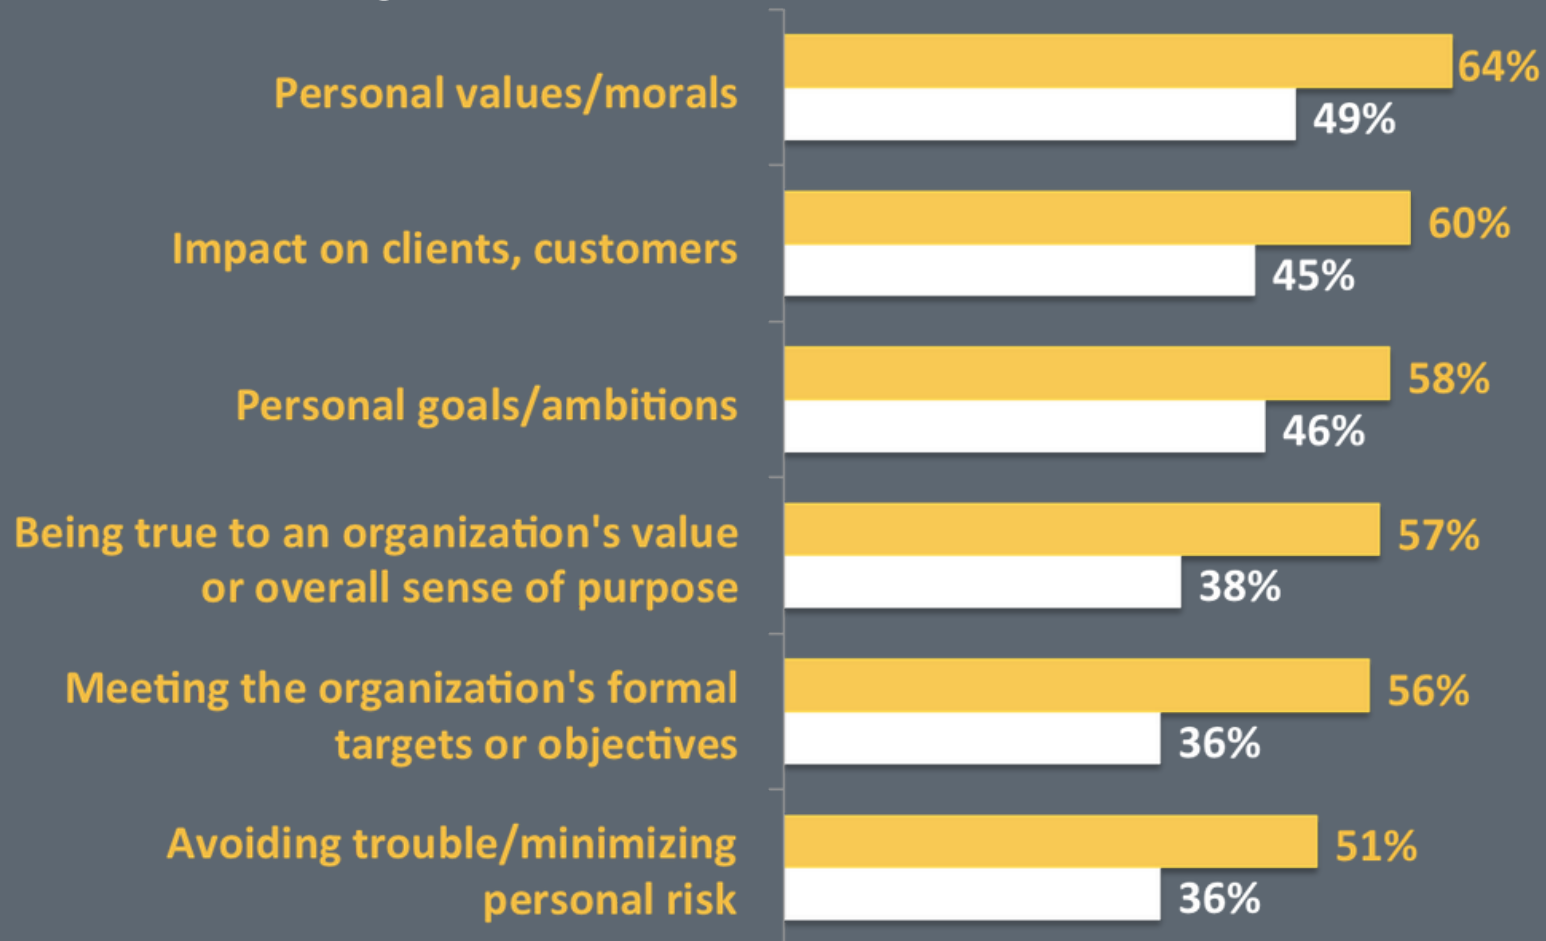 Personal values/morals
64%
49%
Impact on clients, customers
60%
45%
Personal goals/ambitions
58%
46%
Being true to an organization's value
or overall sense of purpose
57%
38%
Meeting the organization's formal
targets or objectives
56%
36%
Avoiding trouble/minimizing
personal risk
51%
36%